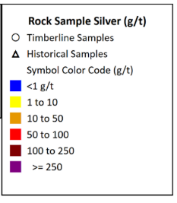 Rock Sample Silver (g/t)
Timberline Samples
Historical Samples
Symbol Color Code (g/t)
<1 g/t
1 to 10
10 to 50
50 to 100
100 to 250
>= 250